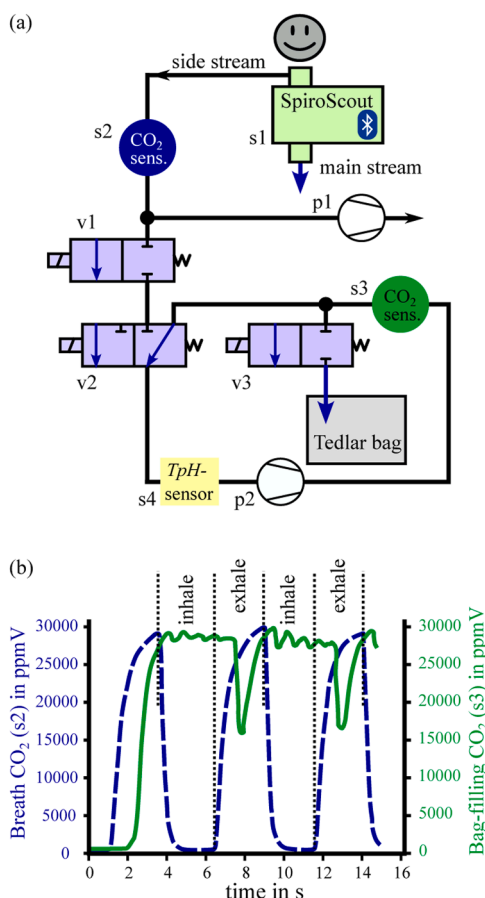 (a)
side stream
SpiroScout
s2
CO2
sens.
s1
main stream
v1
p1
s3
CO2
sens.
v2
v3
Tedlar bag
TpH-
sensor
s4
p2
(b)
inhale
exhale
inhale
exhale
Breath CO2 (s2) in ppmV
30000
25000
20000
15000
10000
5000
0
30000
25000
20000
15000
10000
5000
0
Bag-filling CO2 (s3) in ppmV
0 2 4 6 8 10 12 14 16
time in s